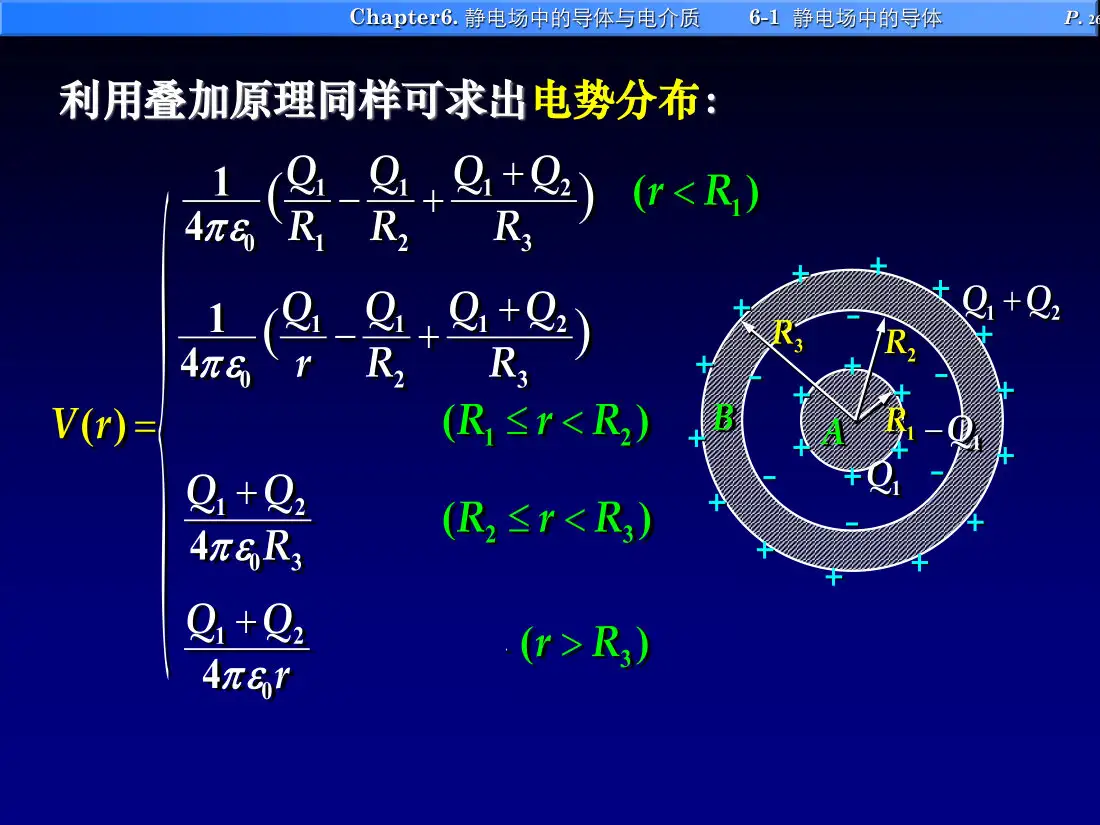 Chapter6. 静电场中的导体与电介质 6-1 静电场中的导体 P. 26
利用叠加原理同样可求出电势分布:
V(r) =
1/(4πε₀) (Q₁/R₁ − Q₁/R₂ + (Q₁+Q₂)/R₃) (r < R₁)
1/(4πε₀) (Q₁/r − Q₁/R₂ + (Q₁+Q₂)/R₃)
(R₁ ≤ r < R₂)
(Q₁+Q₂)/(4πε₀R₃) (R₂ ≤ r < R₃)
(Q₁+Q₂)/(4πε₀r) (r > R₃)
Q₁+Q₂
R₃
R₂
B
A
R₁
−Q₁
Q₁